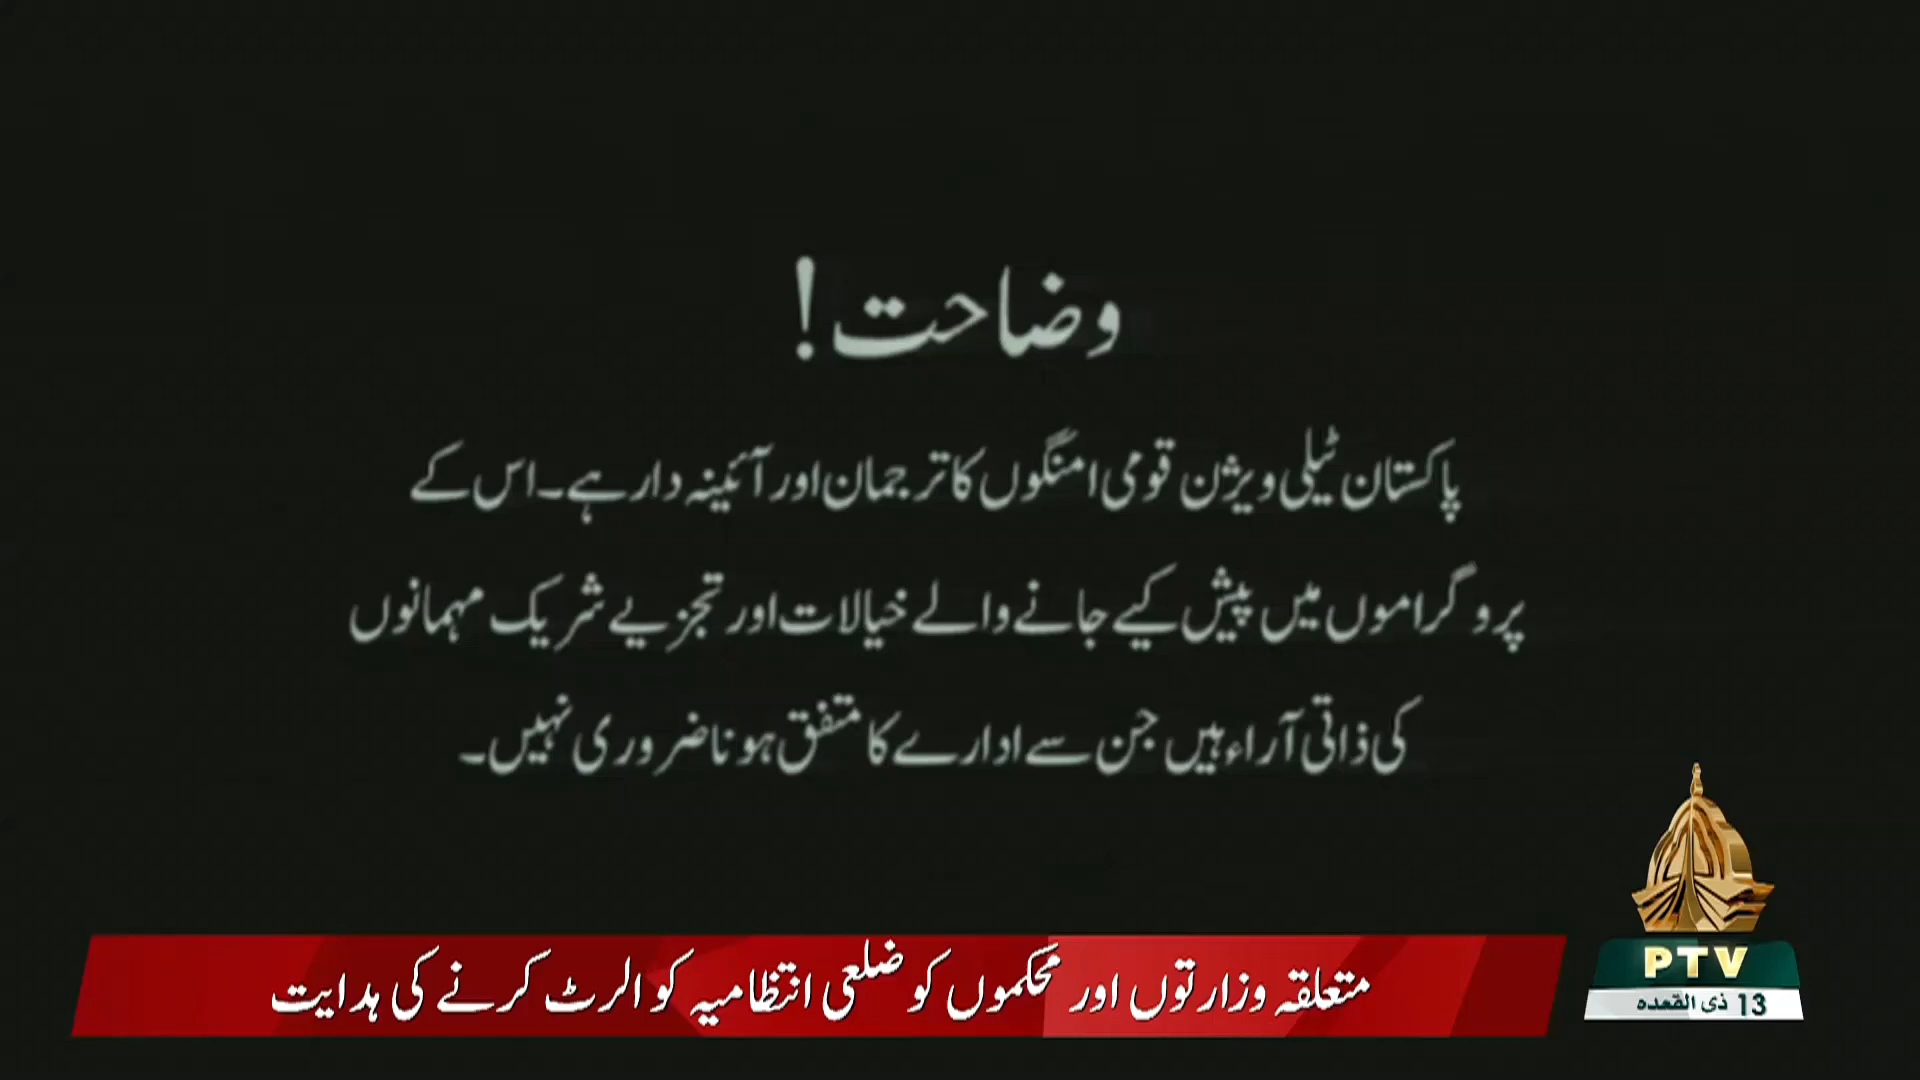 وضاحت!
پاکستان ٹیلی ویژن قومی امنگوں کا ترجمان اور آئینہ دار ہے۔ اس کے
پروگراموں میں پیش کیے جانے والے خیالات اور تجزیے شریک مہمانوں
کی ذاتی آراء ہیں جن سے ادارے کا متفق ہونا ضروری نہیں۔
متعلقہ وزارتوں اور محکموں کو ضلعی انتظامیہ کو الرٹ کرنے کی ہدایت
PTV
13 ذی القعدہ